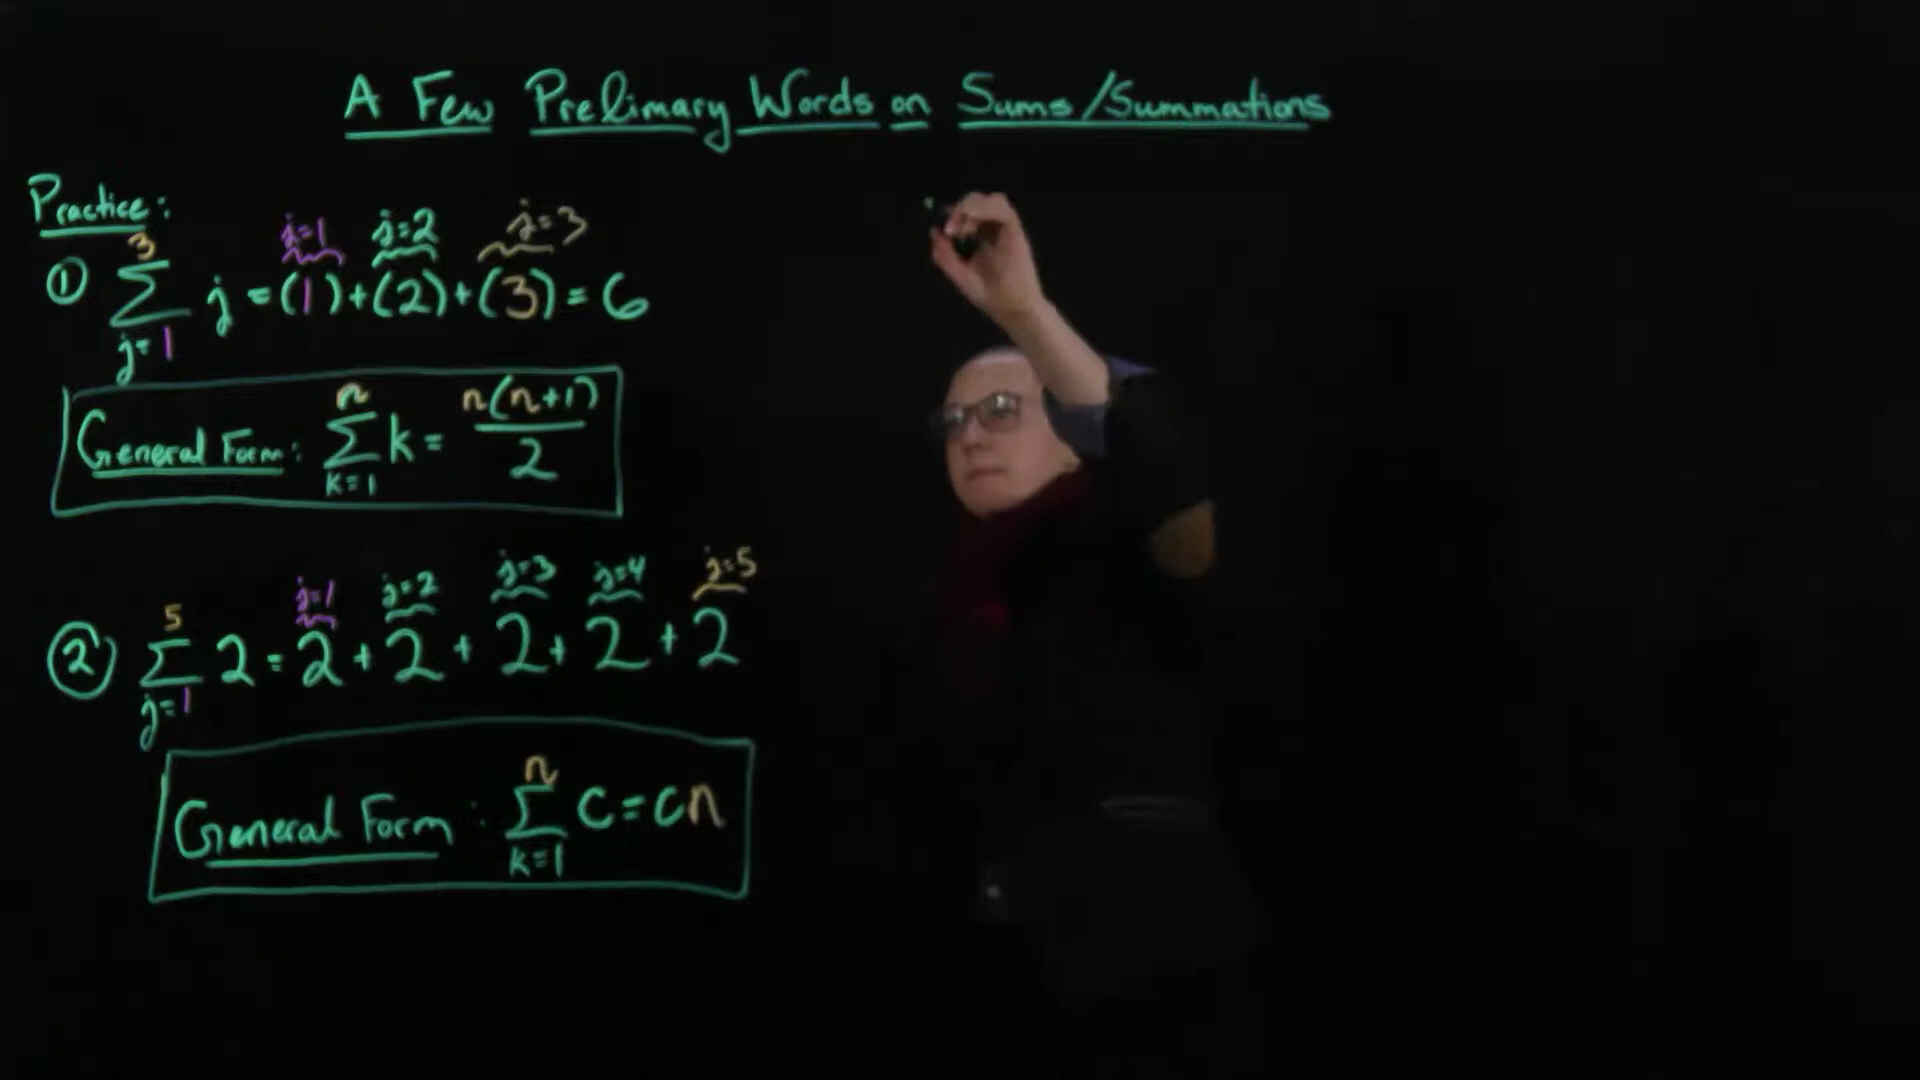 A Few Prelimary Words on Sums/Summations
Practice:
j=1 j=2 j=3
① ∑_{j=1}^{3} j = (1)+(2)+(3) = 6
General Form: ∑_{k=1}^{n} k = n(n+1)/2
j=1 j=2 j=3 j=4 j=5
② ∑_{j=1}^{5} 2 = 2 + 2 + 2 + 2 + 2
General Form: ∑_{k=1}^{n} c = cn